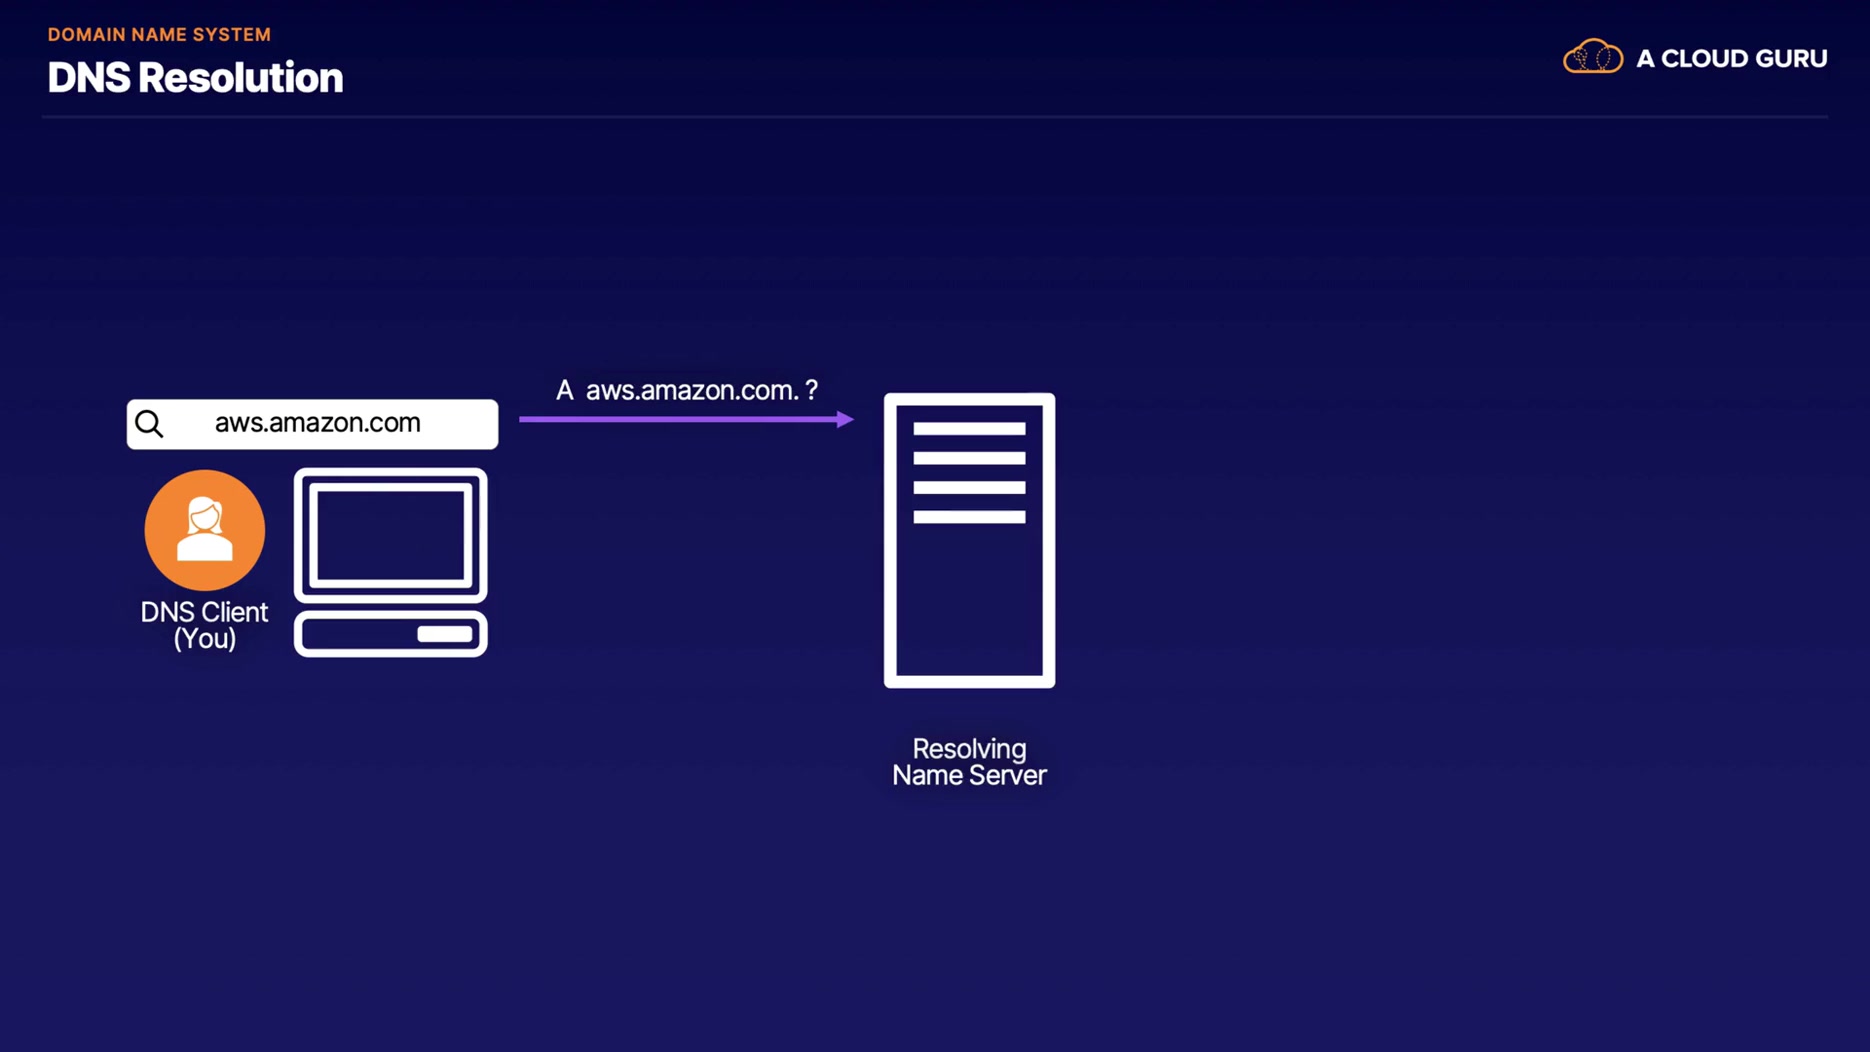 DOMAIN NAME SYSTEM
DNS Resolution
A CLOUD GURU
aws.amazon.com
A aws.amazon.com. ?
DNS Client
(You)
Resolving
Name Server